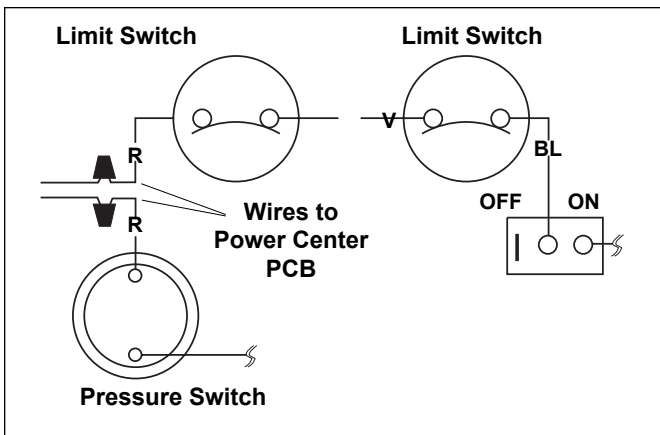 Limit Switch
Limit Switch
V
R
BL
OFF ON
R
Wires to
Power Center
PCB
Pressure Switch